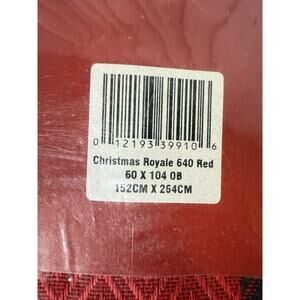 0 12193 39910 6
Christmas Royale 640 Red
60 X 104 OB
152CM X 264CM